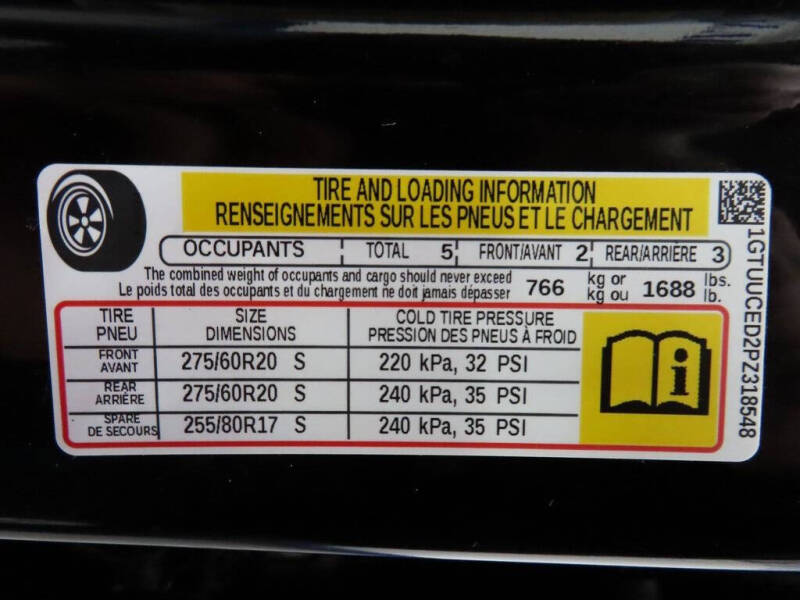 TIRE AND LOADING INFORMATION
RENSEIGNEMENTS SUR LES PNEUS ET LE CHARGEMENT
OCCUPANTS TOTAL 5 FRONT/AVANT 2 REAR/ARRIÈRE 3
The combined weight of occupants and cargo should never exceed 766 kg or 1688 lbs.
Le poids total des occupants et du chargement ne doit jamais dépasser kg ou lb.
TIRE PNEU SIZE DIMENSIONS COLD TIRE PRESSURE PRESSION DES PNEUS À FROID
FRONT AVANT 275/60R20 S 220 kPa, 32 PSI
REAR ARRIÈRE 275/60R20 S 240 kPa, 35 PSI
SPARE DE SECOURS 255/80R17 S 240 kPa, 35 PSI
1GTUUCED2PZ318548